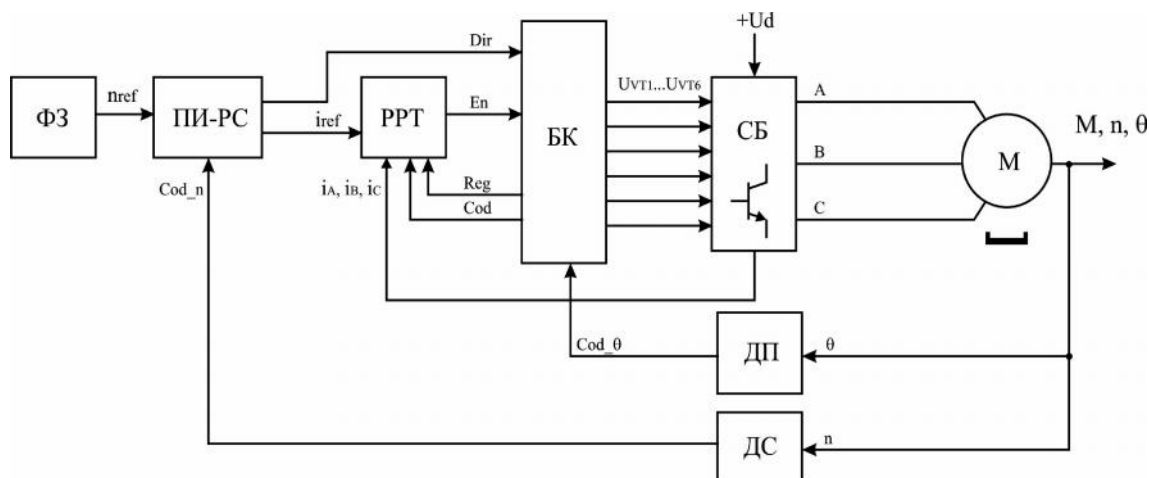 +Ud
Dir
UVT1...UVT6
A
nref
iref
En
M, n, θ
ФЗ
ПИ-РС
РРТ
БК
СБ
B
М
Cod_n
iA, iB, iC
Reg
Cod
C
Cod_θ
ДП
θ
ДС
n